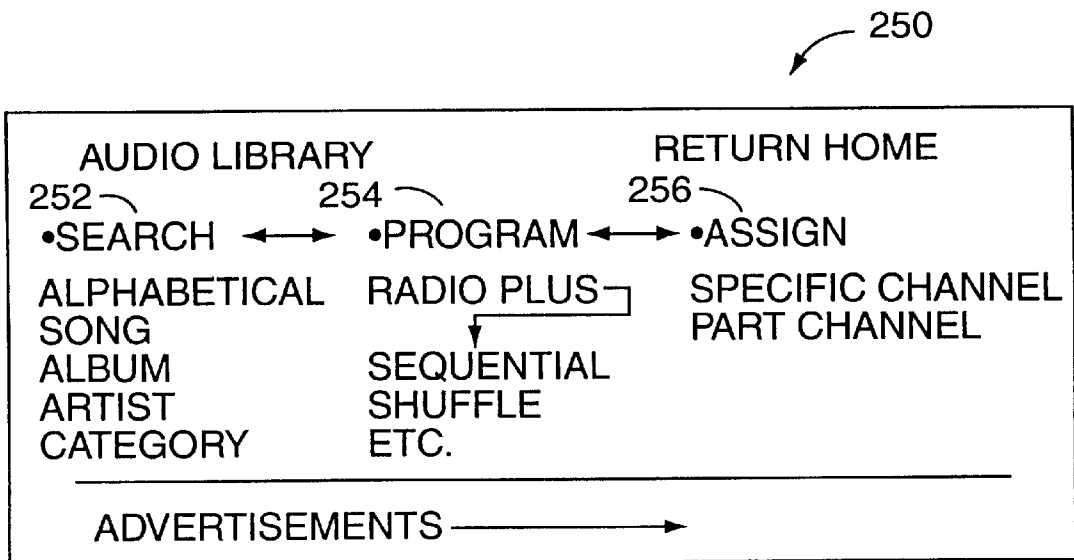 250
AUDIO LIBRARY RETURN HOME
252 254 256
•SEARCH •PROGRAM •ASSIGN
ALPHABETICAL RADIO PLUS SPECIFIC CHANNEL
SONG PART CHANNEL
ALBUM SEQUENTIAL
ARTIST SHUFFLE
CATEGORY ETC.
ADVERTISEMENTS